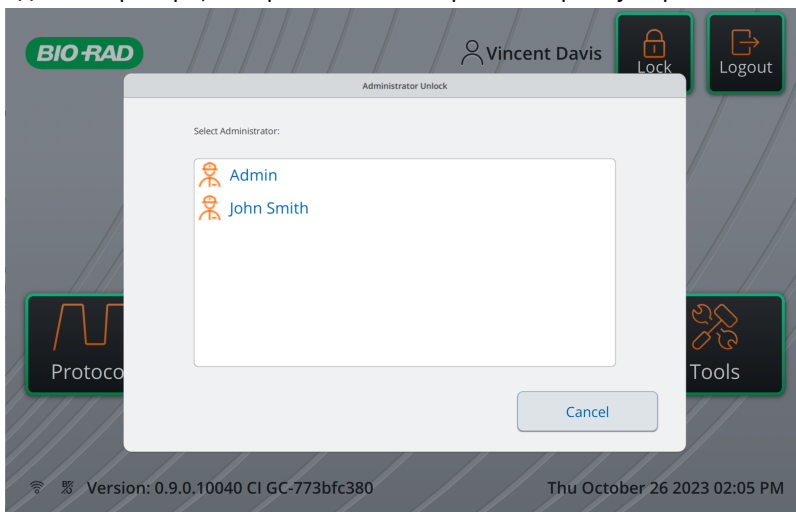 BIO-RAD
Vincent Davis
Lock
Logout
Administrator Unlock
Select Administrator:
Admin
John Smith
Protoco
Tools
Cancel
Version: 0.9.0.10040 CI GC-773bfc380
Thu October 26 2023 02:05 PM